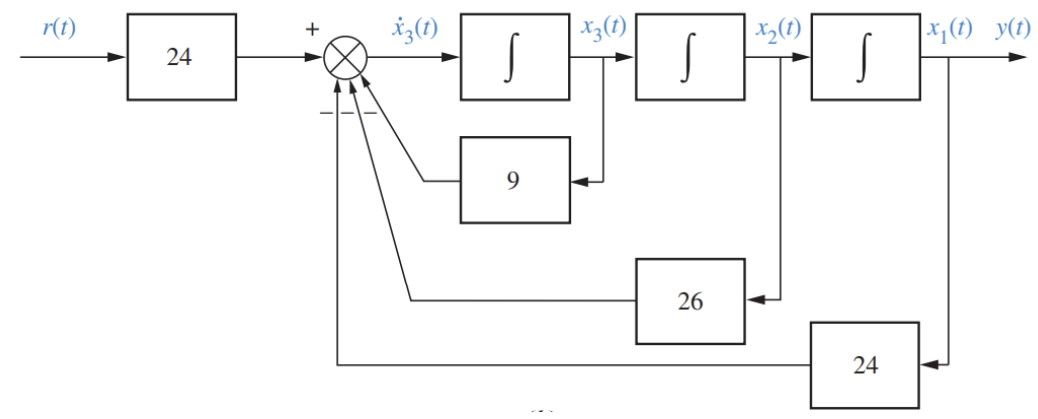 r(t)
24
+
ẋ₃(t)
∫
x₃(t)
∫
x₂(t)
∫
x₁(t) y(t)
− − −
9
26
24